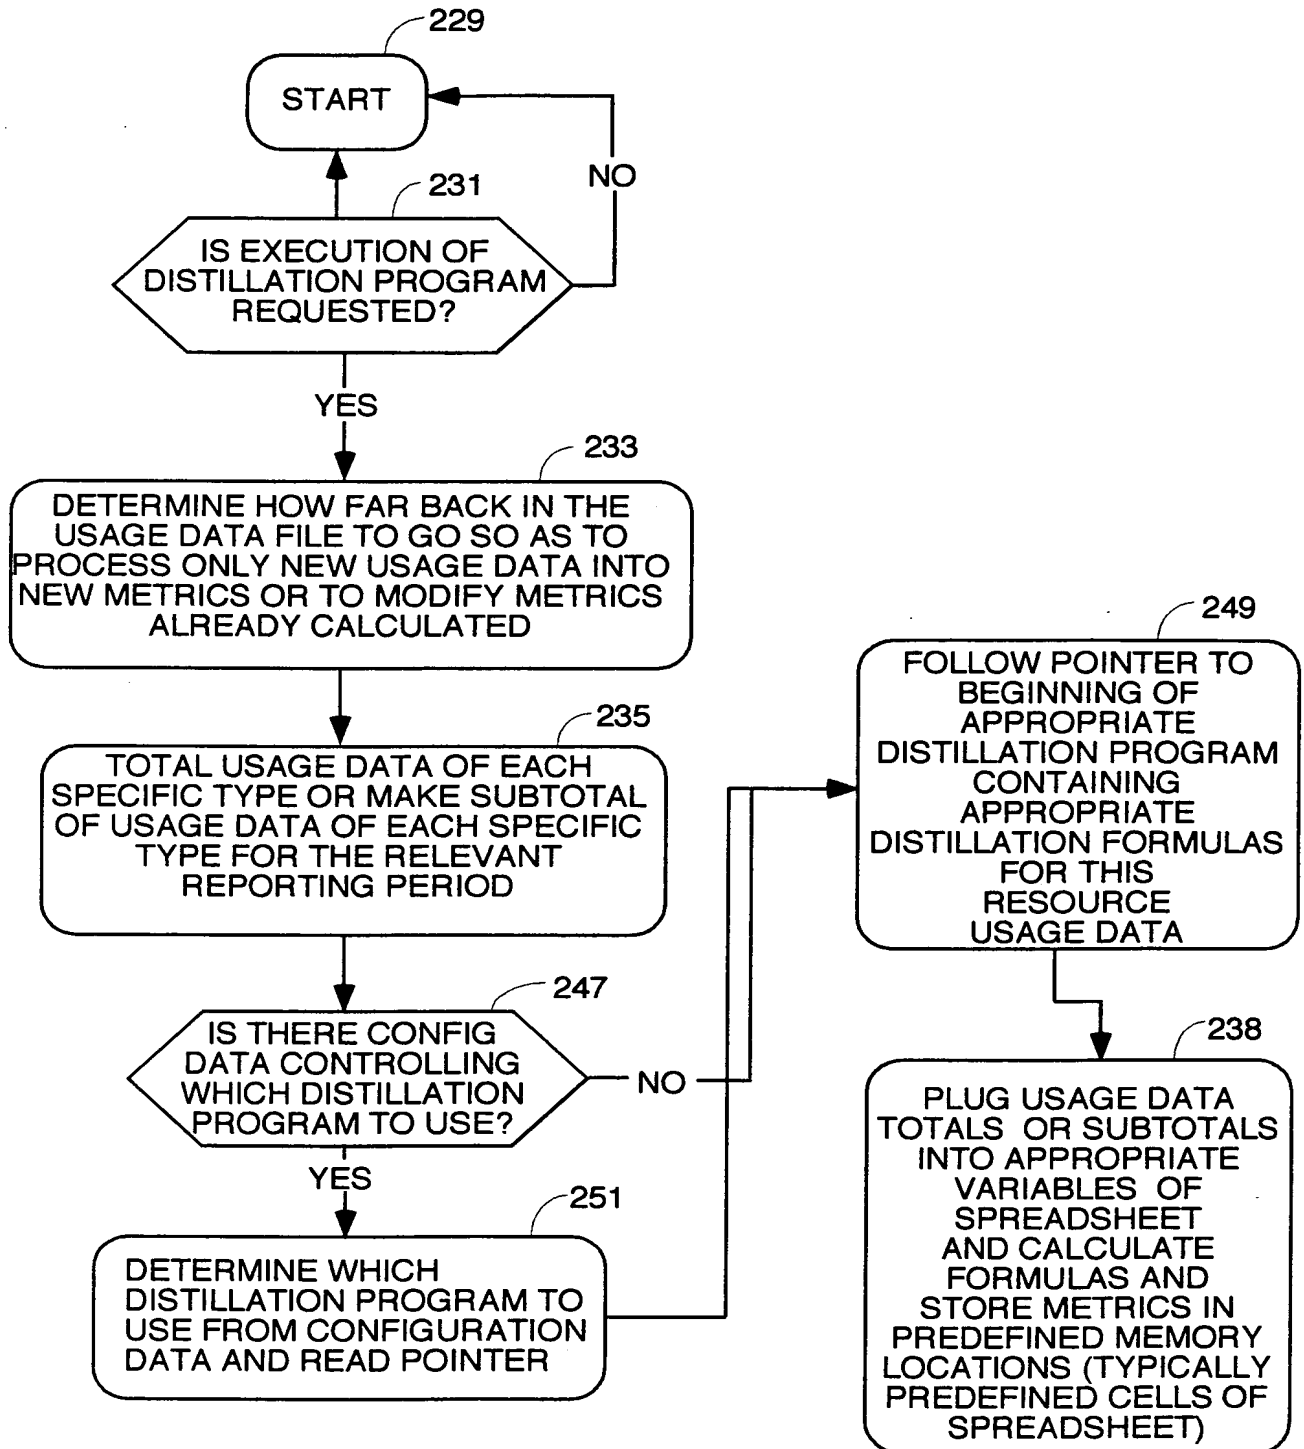 229
START
NO
231
IS EXECUTION OF
DISTILLATION PROGRAM
REQUESTED?
YES
233
DETERMINE HOW FAR BACK IN THE
USAGE DATA FILE TO GO SO AS TO
PROCESS ONLY NEW USAGE DATA INTO
NEW METRICS OR TO MODIFY METRICS
ALREADY CALCULATED
235
TOTAL USAGE DATA OF EACH
SPECIFIC TYPE OR MAKE SUBTOTAL
OF USAGE DATA OF EACH SPECIFIC
TYPE FOR THE RELEVANT
REPORTING PERIOD
247
IS THERE CONFIG
DATA CONTROLLING
WHICH DISTILLATION
PROGRAM TO USE?
NO
YES
251
DETERMINE WHICH
DISTILLATION PROGRAM TO
USE FROM CONFIGURATION
DATA AND READ POINTER
249
FOLLOW POINTER TO
BEGINNING OF
APPROPRIATE
DISTILLATION PROGRAM
CONTAINING
APPROPRIATE
DISTILLATION FORMULAS
FOR THIS
RESOURCE
USAGE DATA
238
PLUG USAGE DATA
TOTALS OR SUBTOTALS
INTO APPROPRIATE
VARIABLES OF
SPREADSHEET
AND CALCULATE
FORMULAS AND
STORE METRICS IN
PREDEFINED MEMORY
LOCATIONS (TYPICALLY
PREDEFINED CELLS OF
SPREADSHEET)